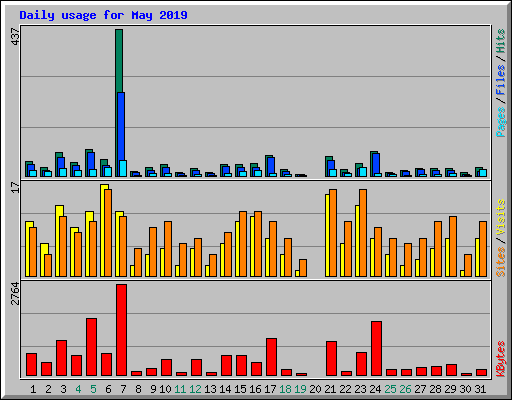 Daily usage for May 2019
437
Pages / Files / Hits
17
Sites / Visits
2764
KBytes
1 2 3 4 5 6 7 8 9 10 11 12 13 14 15 16 17 18 19 20 21 22 23 24 25 26 27 28 29 30 31